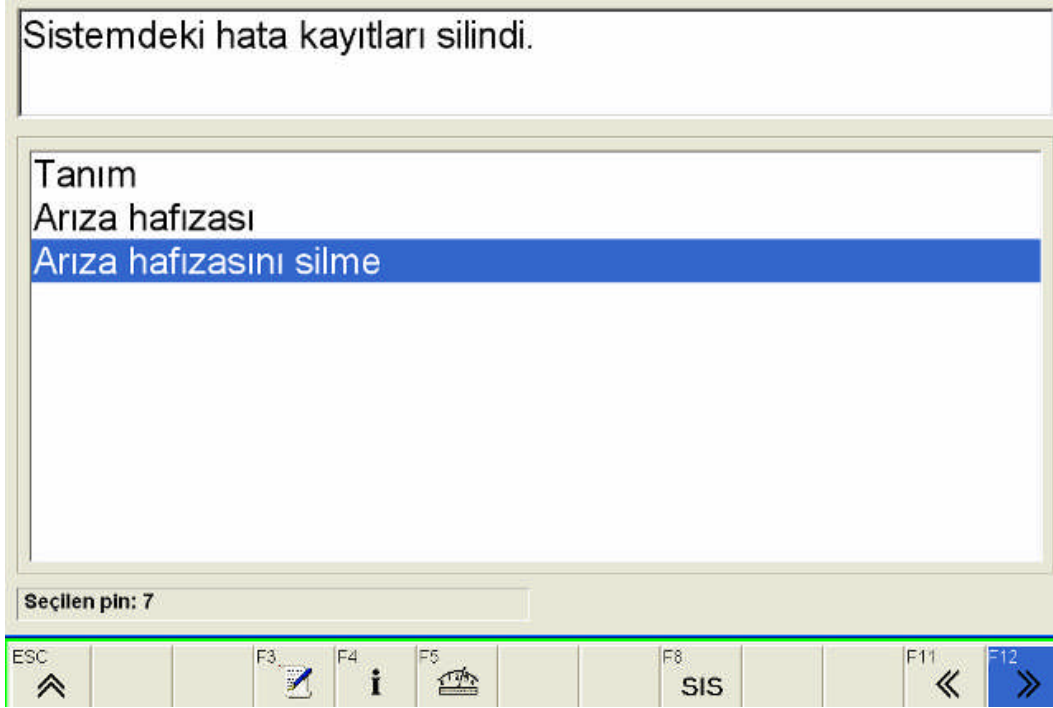 Sistemdeki hata kayıtları silindi.
Tanım
Arıza hafızası
Arıza hafızasını silme
Seçilen pin: 7
ESC F3 F4 F5 F8 F11 F12
i SIS